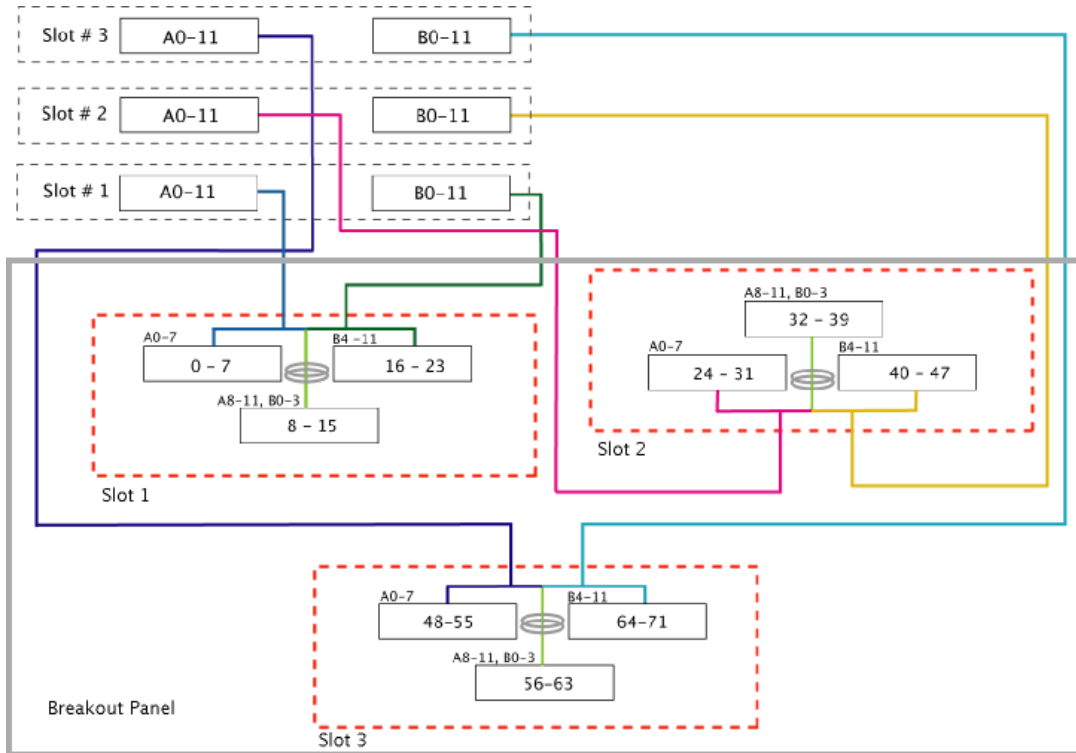 Slot # 3 A0-11 B0-11
Slot # 2 A0-11 B0-11
Slot # 1 A0-11 B0-11
A0-7 B4 -11
0 - 7 16 - 23
A8-11, B0-3
8 - 15
Slot 1
A8-11, B0-3
32 - 39
A0-7 B4-11
24 - 31 40 - 47
Slot 2
A0-7 B4-11
48-55 64-71
A8-11, B0-3
56-63
Breakout Panel
Slot 3